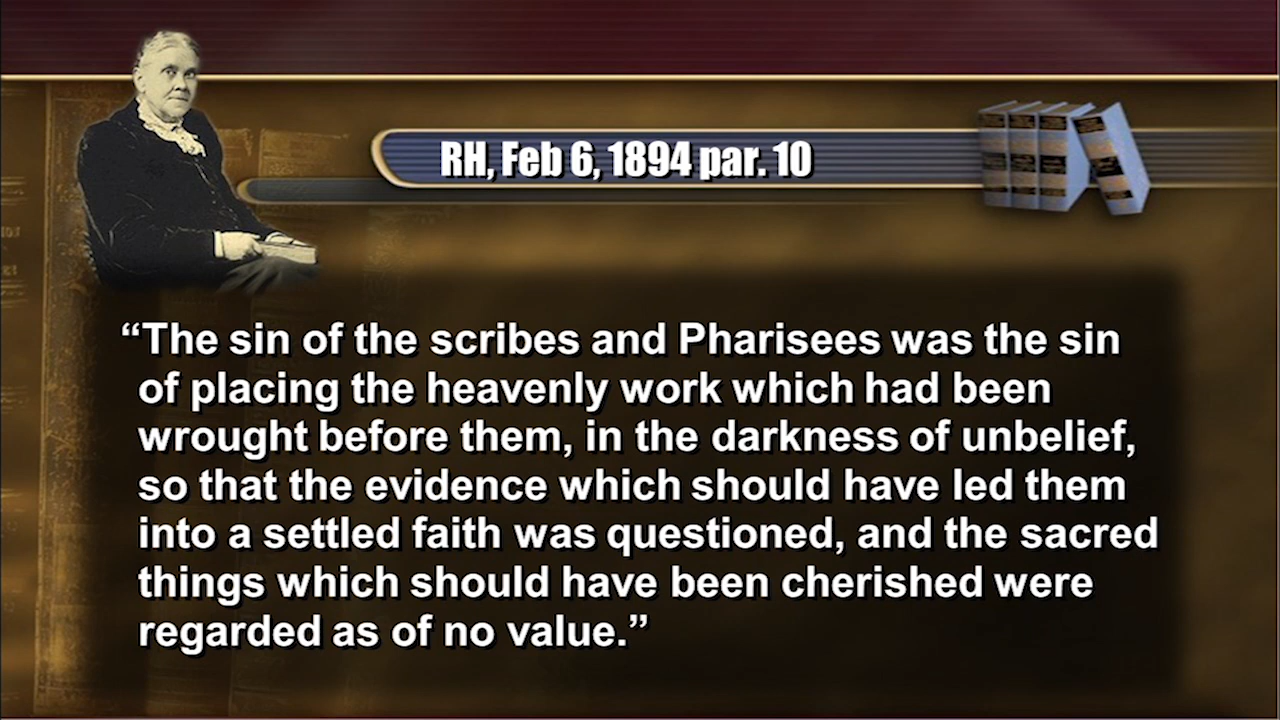 RH, Feb 6, 1894 par. 10
“The sin of the scribes and Pharisees was the sin
of placing the heavenly work which had been
wrought before them, in the darkness of unbelief,
so that the evidence which should have led them
into a settled faith was questioned, and the sacred
things which should have been cherished were
regarded as of no value.”